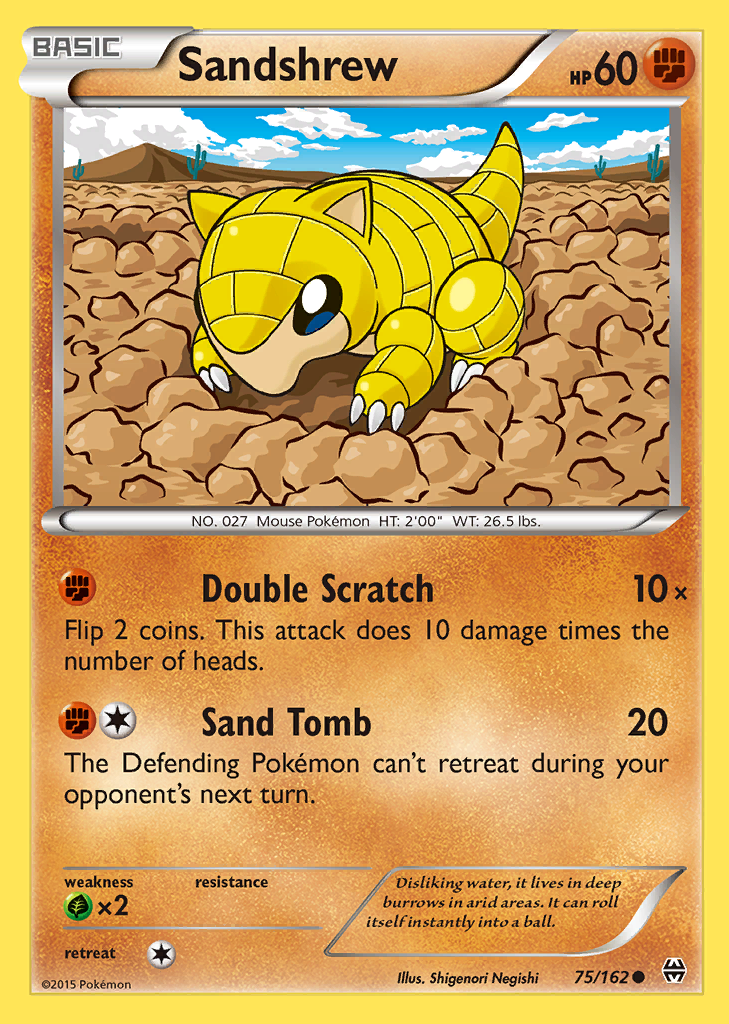 BASIC
Sandshrew
HP60
NO. 027 Mouse Pokémon HT: 2'00" WT: 26.5 lbs.
Double Scratch 10×
Flip 2 coins. This attack does 10 damage times the
number of heads.
Sand Tomb 20
The Defending Pokémon can't retreat during your
opponent's next turn.
weakness resistance
×2
Disliking water, it lives in deep
burrows in arid areas. It can roll
itself instantly into a ball.
retreat
©2015 Pokémon
Illus. Shigenori Negishi
75/162